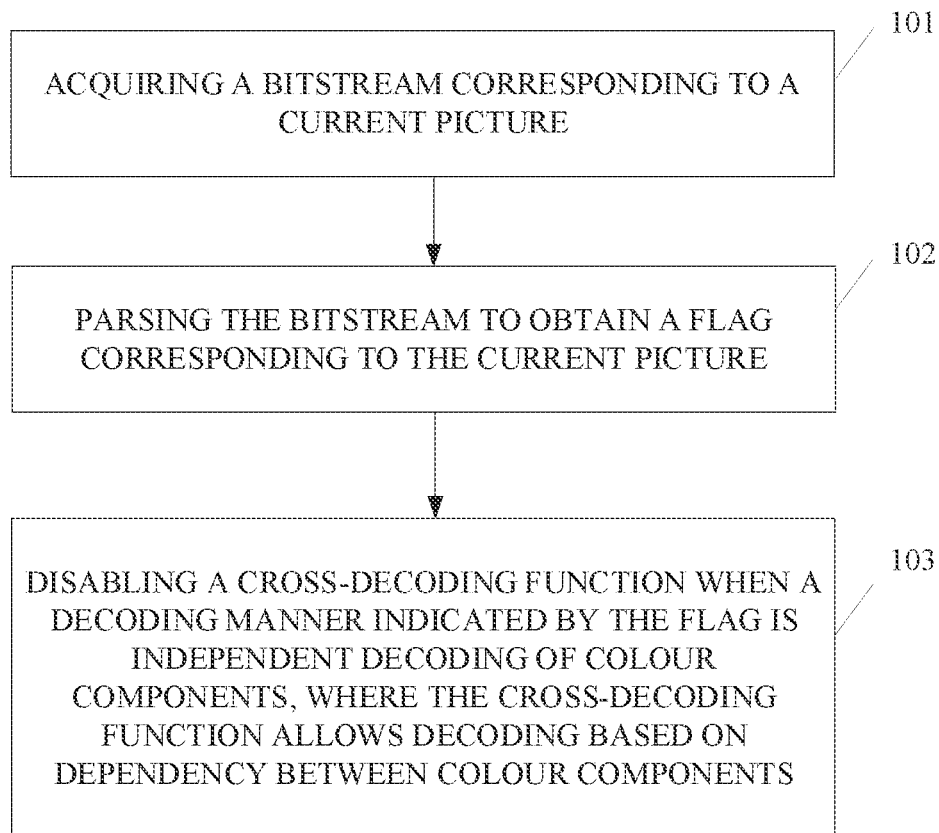 101
ACQUIRING A BITSTREAM CORRESPONDING TO A
CURRENT PICTURE
102
PARSING THE BITSTREAM TO OBTAIN A FLAG
CORRESPONDING TO THE CURRENT PICTURE
103
DISABLING A CROSS-DECODING FUNCTION WHEN A
DECODING MANNER INDICATED BY THE FLAG IS
INDEPENDENT DECODING OF COLOUR
COMPONENTS, WHERE THE CROSS-DECODING
FUNCTION ALLOWS DECODING BASED ON
DEPENDENCY BETWEEN COLOUR COMPONENTS